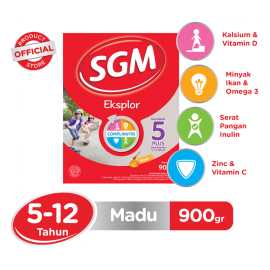 PRODUCT
OFFICIAL
STORE
SGM
Eksplor
COMPLINUTRI
5
PLUS
90
Kalsium &
Vitamin D
Minyak
Ikan &
Omega 3
Serat
Pangan
Inulin
Zinc &
Vitamin C
5-12
Tahun
Madu
900gr